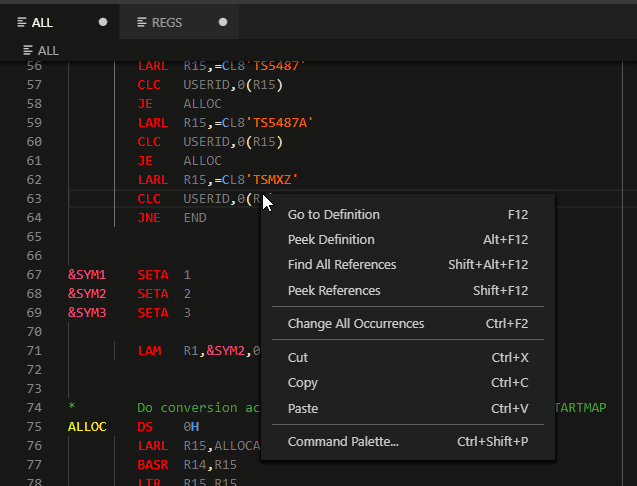 ALL REGS
ALL
56 LARL R15,=CL8'TS5487'
57 CLC USERID,0(R15)
58 JE ALLOC
59 LARL R15,=CL8'TS5487A'
60 CLC USERID,0(R15)
61 JE ALLOC
62 LARL R15,=CL8'TSMXZ'
63 CLC USERID,0(R
64 JNE END
65
66
67 &SYM1 SETA 1
68 &SYM2 SETA 2
69 &SYM3 SETA 3
70
71 LAM R1,&SYM2,0
72
73
74 * Do conversion ac TARTMAP
75 ALLOC DS 0H
76 LARL R15,ALLOCA
77 BASR R14,R15
78 LTR R15,R15
Go to Definition F12
Peek Definition Alt+F12
Find All References Shift+Alt+F12
Peek References Shift+F12
Change All Occurrences Ctrl+F2
Cut Ctrl+X
Copy Ctrl+C
Paste Ctrl+V
Command Palette... Ctrl+Shift+P